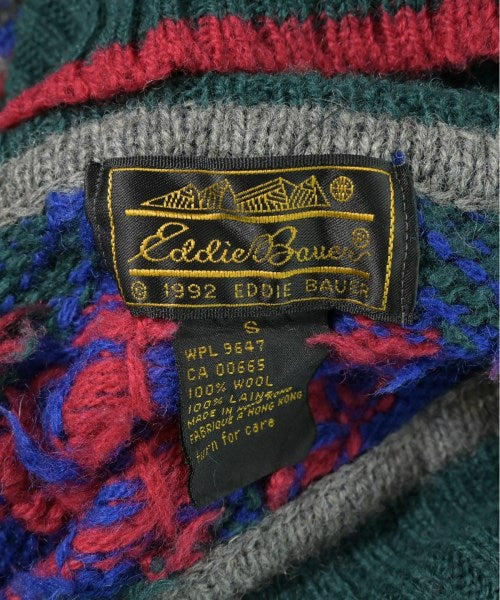 Eddie Bauer
® 1992 EDDIE BAUER
S
WPL 9647
CA 00665
100% WOOL
100% LAINE
MADE IN HONG KONG
FABRIQUE A HONG KONG
turn for care